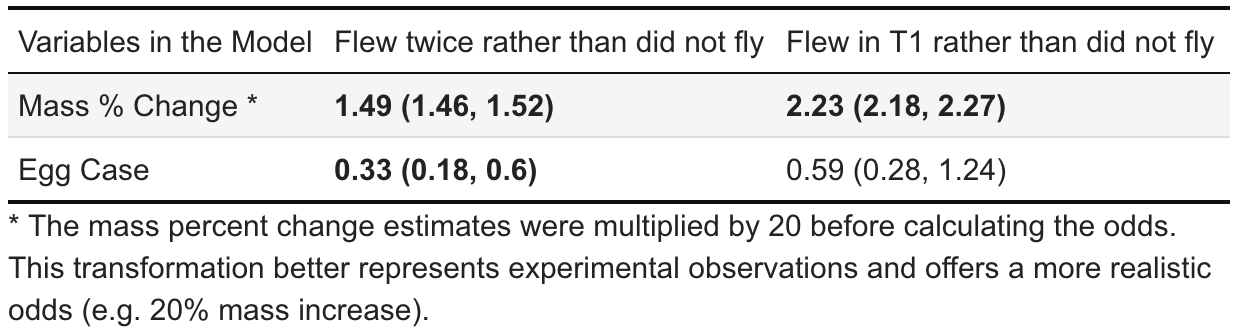 Variables in the Model Flew twice rather than did not fly Flew in T1 rather than did not fly
Mass % Change * 1.49 (1.46, 1.52) 2.23 (2.18, 2.27)
Egg Case 0.33 (0.18, 0.6) 0.59 (0.28, 1.24)
* The mass percent change estimates were multiplied by 20 before calculating the odds.
This transformation better represents experimental observations and offers a more realistic
odds (e.g. 20% mass increase).